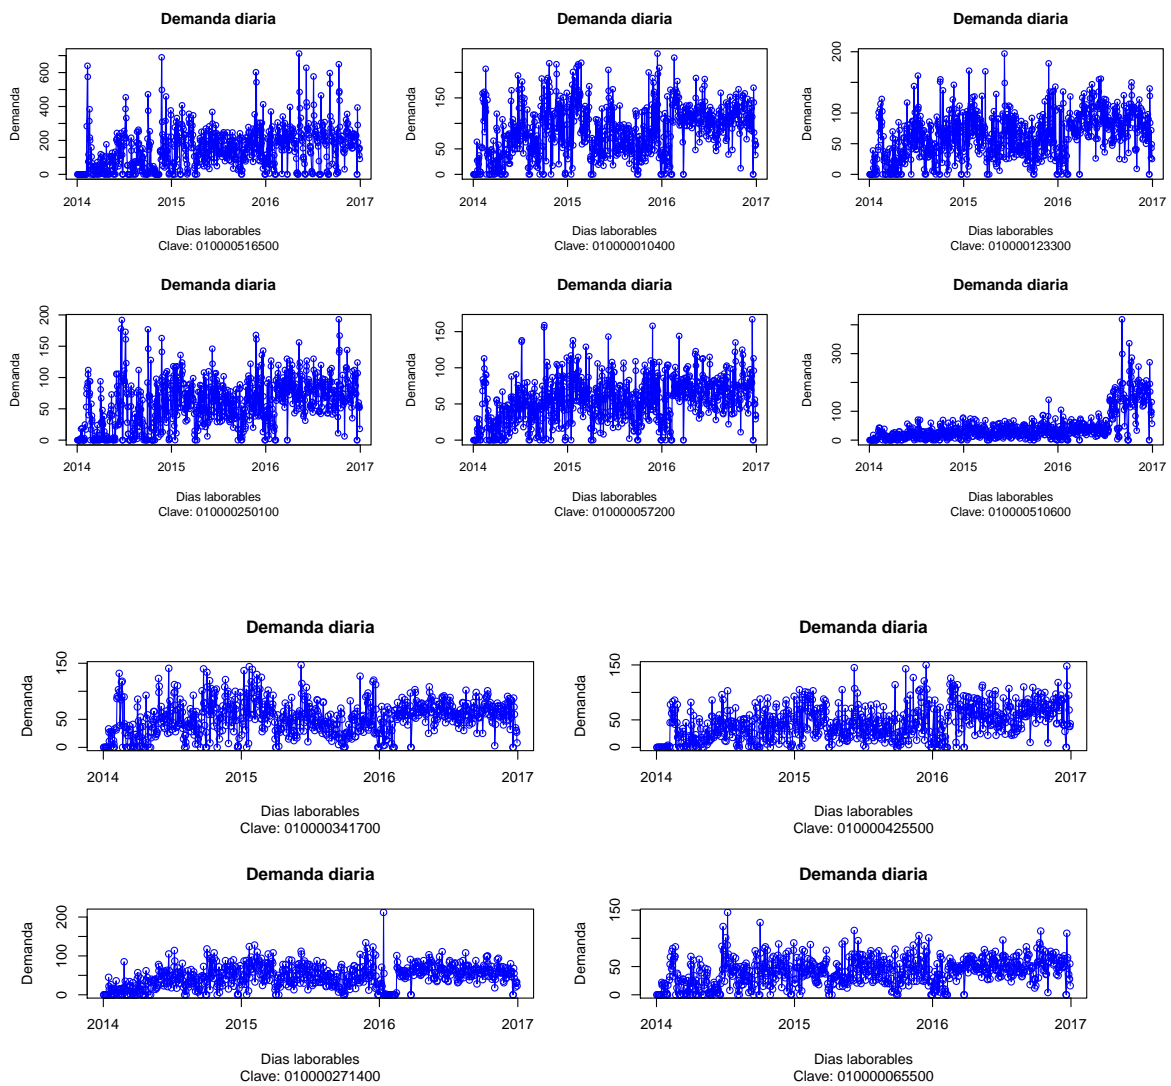 Demanda diaria
Demanda diaria
Demanda diaria
Demanda
0
200
400
600
2014
2015
2016
2017
Demanda
0
50
150
2014
2015
2016
2017
Demanda
0
50
100
200
2014
2015
2016
2017
Dias laborables
Clave: 010000516500
Dias laborables
Clave: 010000010400
Dias laborables
Clave: 010000123300
Demanda diaria
Demanda diaria
Demanda diaria
Demanda
0
50
100
200
2014
2015
2016
2017
Demanda
0
50
100
150
2014
2015
2016
2017
Demanda
0
100
300
2014
2015
2016
2017
Dias laborables
Clave: 010000250100
Dias laborables
Clave: 010000057200
Dias laborables
Clave: 010000510600
Demanda diaria
Demanda diaria
Demanda
0
50
150
2014
2015
2016
2017
Demanda
0
50
150
2014
2015
2016
2017
Dias laborables
Clave: 010000341700
Dias laborables
Clave: 010000425500
Demanda diaria
Demanda diaria
Demanda
0
100
200
2014
2015
2016
2017
Demanda
0
50
150
2014
2015
2016
2017
Dias laborables
Clave: 010000271400
Dias laborables
Clave: 010000065500